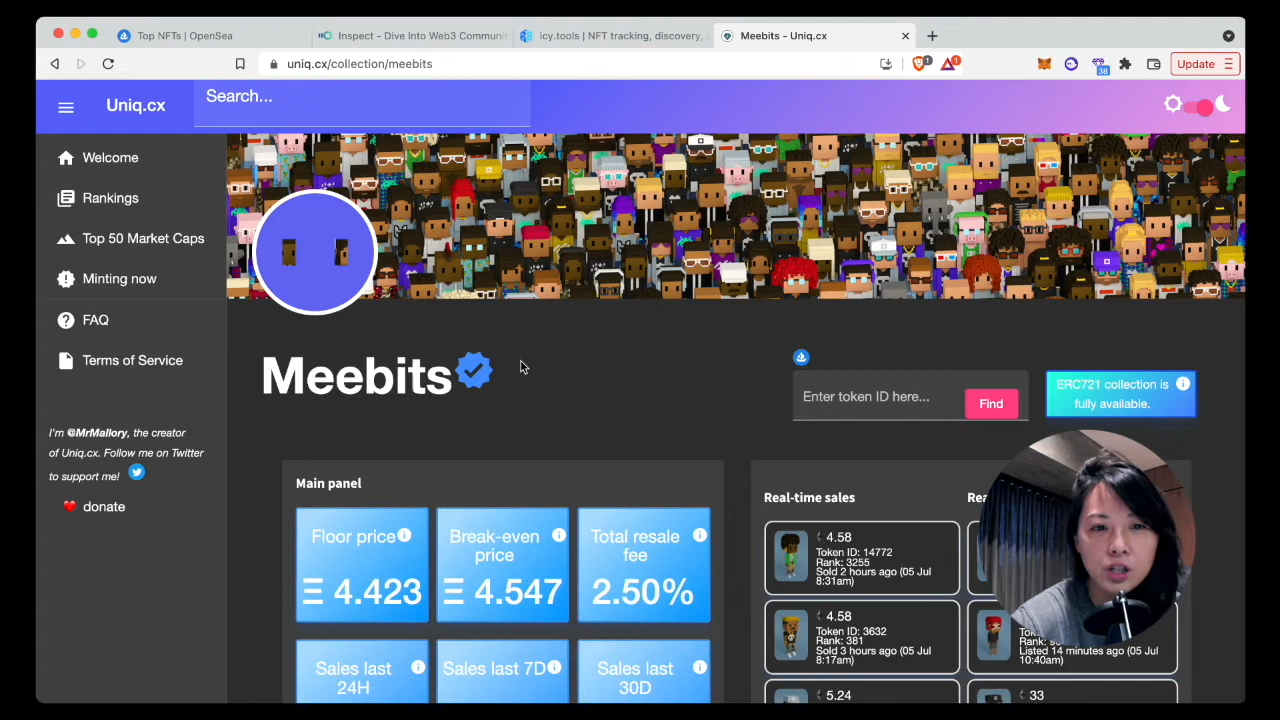 Top NFTs | OpenSea
Inspect - Dive Into Web3 Communit
icy.tools | NFT tracking, discovery,
Meebits - Uniq.cx
uniq.cx/collection/meebits
1
1
38
Update
Uniq.cx
Search...
Welcome
Rankings
Top 50 Market Caps
Minting now
FAQ
Terms of Service
I'm @MrMallory, the creator
of Uniq.cx. Follow me on Twitter
to support me!
donate
Meebits
Enter token ID here...
Find
ERC721 collection is
fully available.
Main panel
Floor price
Ξ 4.423
Break-even
price
Ξ 4.547
Total resale
fee
2.50%
Sales last
24H
Sales last 7D
Sales last
30D
Real-time sales
4.58
Token ID: 14772
Rank: 3255
Sold 2 hours ago (05 Jul
8:31am)
4.58
Token ID: 3632
Rank: 381
Sold 3 hours ago (05 Jul
8:17am)
5.24
Listed 14 minutes ago (05 Jul
10:40am)
33